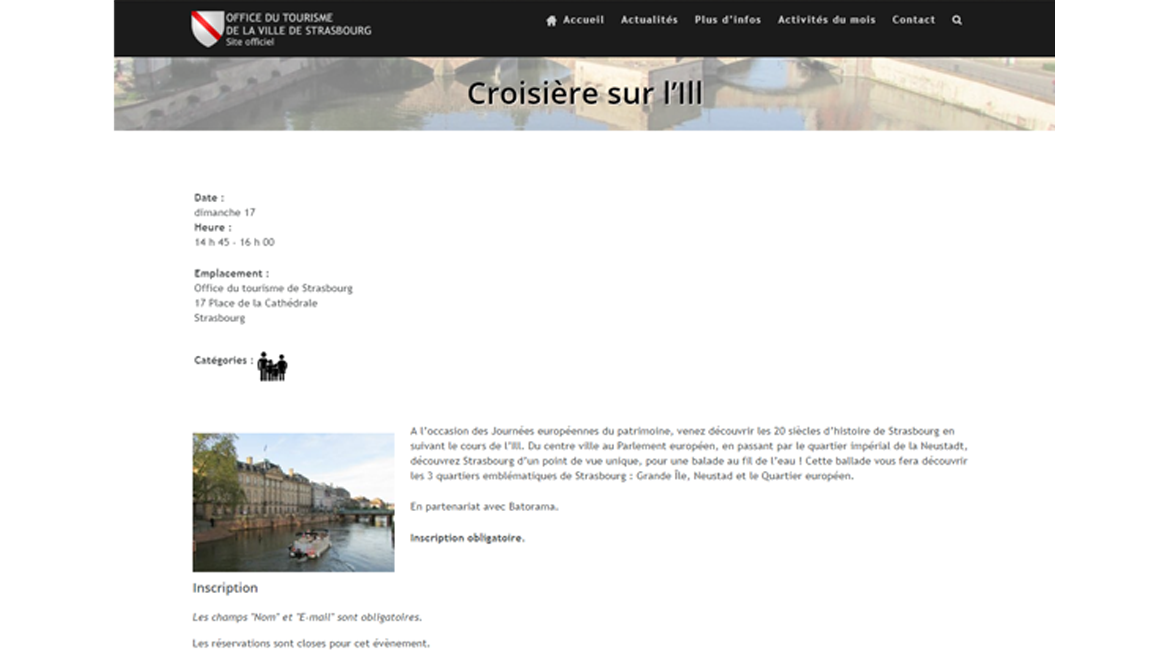 OFFICE DU TOURISME
DE LA VILLE DE STRASBOURG
Site officiel
Accueil Actualités Plus d'infos Activités du mois Contact
Croisière sur l'Ill
Date :
dimanche 17
Heure :
14 h 45 - 16 h 00
Emplacement :
Office du tourisme de Strasbourg
17 Place de la Cathédrale
Strasbourg
Catégories :
A l'occasion des Journées européennes du patrimoine, venez découvrir les 20 siècles d'histoire de Strasbourg en
suivant le cours de l'Ill. Du centre ville au Parlement européen, en passant par le quartier impérial de la Neustadt,
découvrez Strasbourg d'un point de vue unique, pour une balade au fil de l'eau ! Cette ballade vous fera découvrir
les 3 quartiers emblématiques de Strasbourg : Grande Île, Neustad et le Quartier européen.
En partenariat avec Batorama.
Inscription obligatoire.
Inscription
Les champs "Nom" et "E-mail" sont obligatoires.
Les réservations sont closes pour cet évènement.